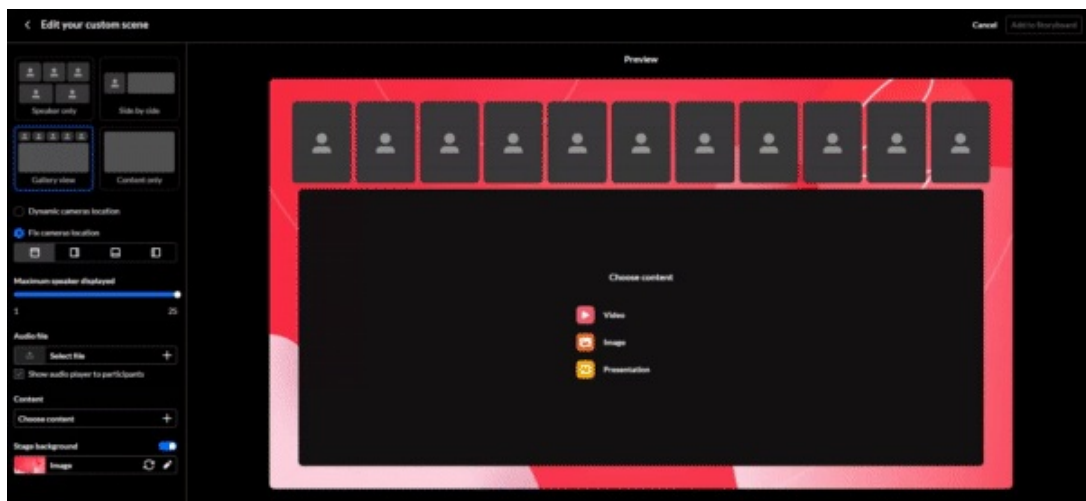 Edit your custom scene
Cancel
Add to Storyboard
Speaker only
Side by side
Gallery view
Content only
Dynamic cameras location
Fix cameras location
Maximum speaker displayed
1
25
Audio file
Select file
Show audio player to participants
Content
Choose content
Stage background
Image
Preview
Choose content
Video
Image
Presentation